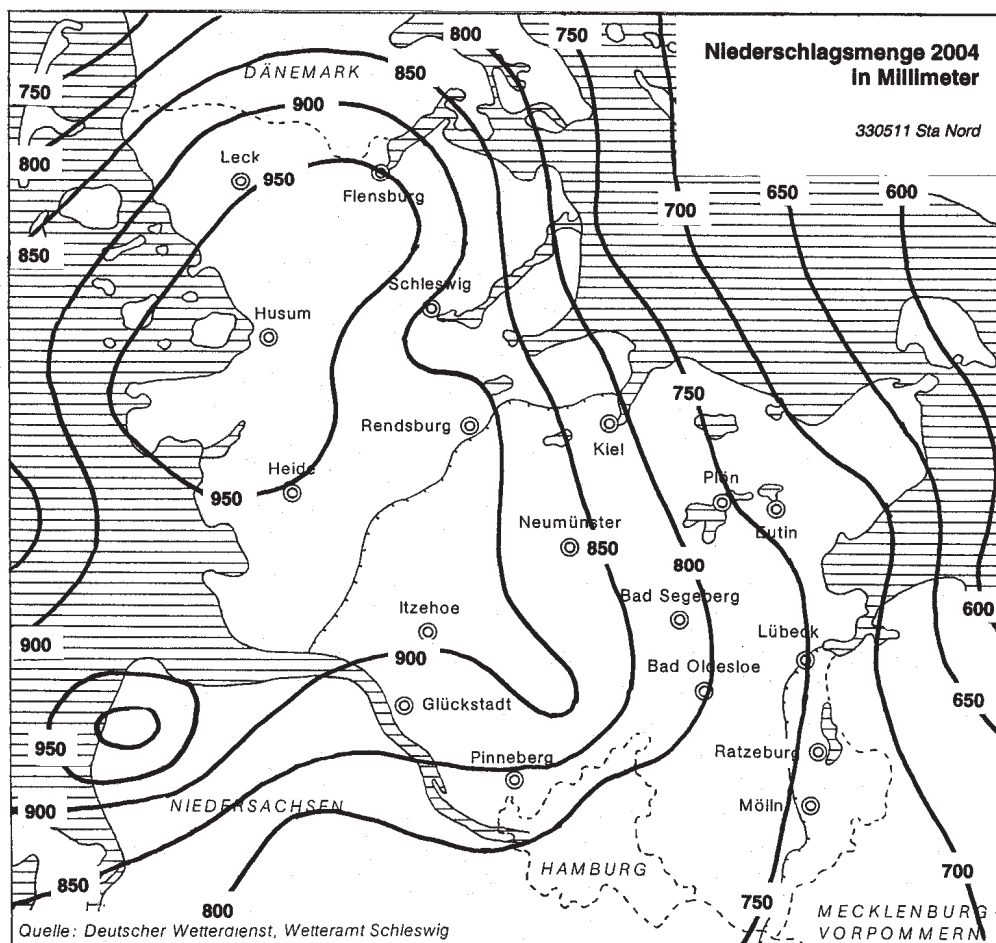 Niederschlagsmenge 2004
in Millimeter
330511 Sta Nord
800
750
850
DÄNEMARK
750
900
Leck
800
950
Flensburg
650
600
700
850
Schleswig
Husum
750
Rendsburg
Kiel
Heide
950
Plön
Neumünster
Eutin
850
800
Bad Segeberg
Itzehoe
600
Lübeck
900
900
Bad Oldesloe
Glückstadt
650
950
Ratzeburg
Pinneberg
NIEDERSACHSEN
Mölln
900
HAMBURG
700
850
750
800
MECKLENBURG-
VORPOMMERN
Quelle: Deutscher Wetterdienst, Wetteramt Schleswig